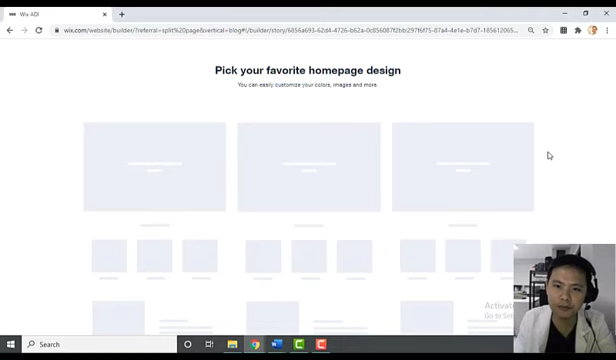 Wix ADI
wix.com/website/builder/?referral=split%20page&vertical=blog#!/builder/story/6856a693-62d4-4726-b62a-0c856087f2bb:297f6f75-87a4-4e1e-b7d7-185612065...
Pick your favorite homepage design
You can easily customize your colors, images and more.
Activate
Go to Sett
Search